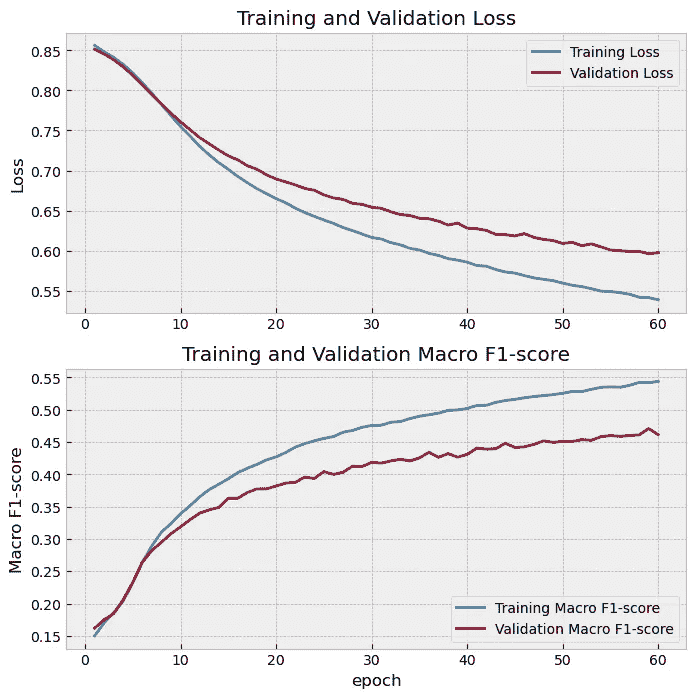 Training and Validation Loss
0.85
0.80
0.75
0.70
0.65
0.60
0.55
Loss
Training Loss
Validation Loss
0 10 20 30 40 50 60
Training and Validation Macro F1-score
0.55
0.50
0.45
0.40
0.35
0.30
0.25
0.20
0.15
Macro F1-score
Training Macro F1-score
Validation Macro F1-score
0 10 20 30 40 50 60
epoch